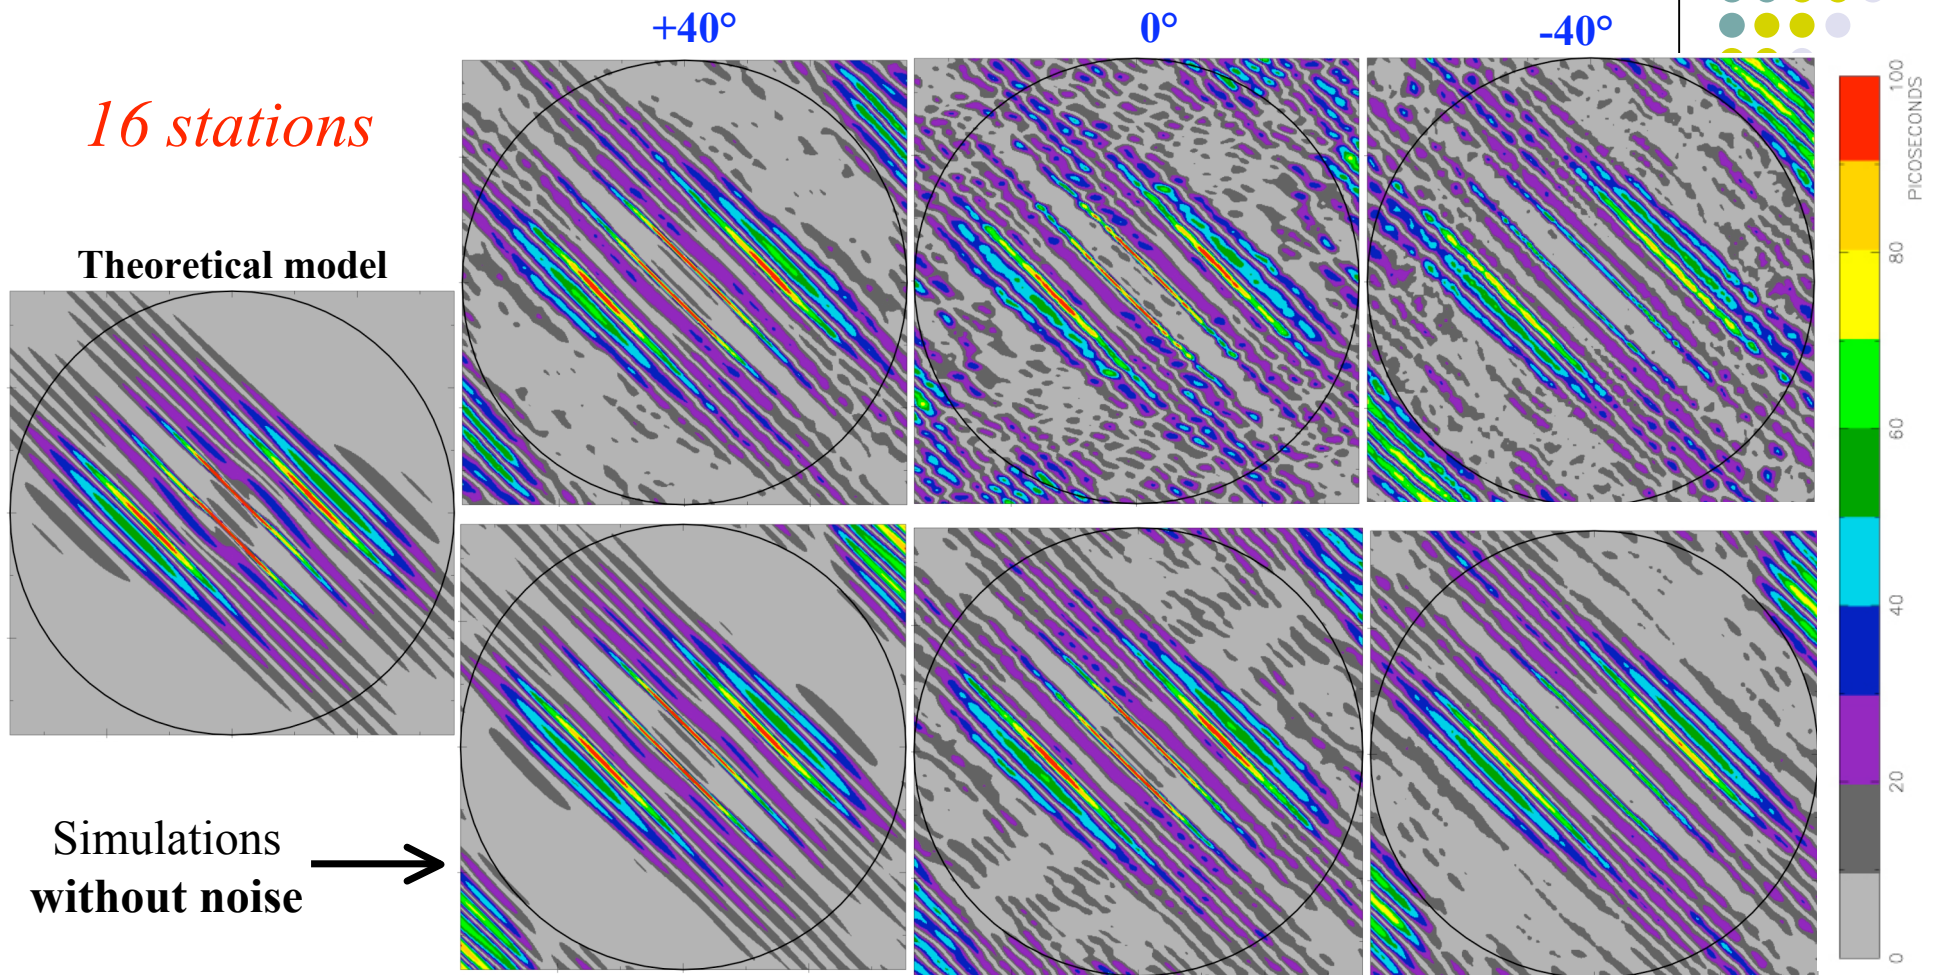 +40°
0°
-40°
16 stations
Theoretical model
Simulations
without noise
100
80
60
40
20
0
PICOSECONDS